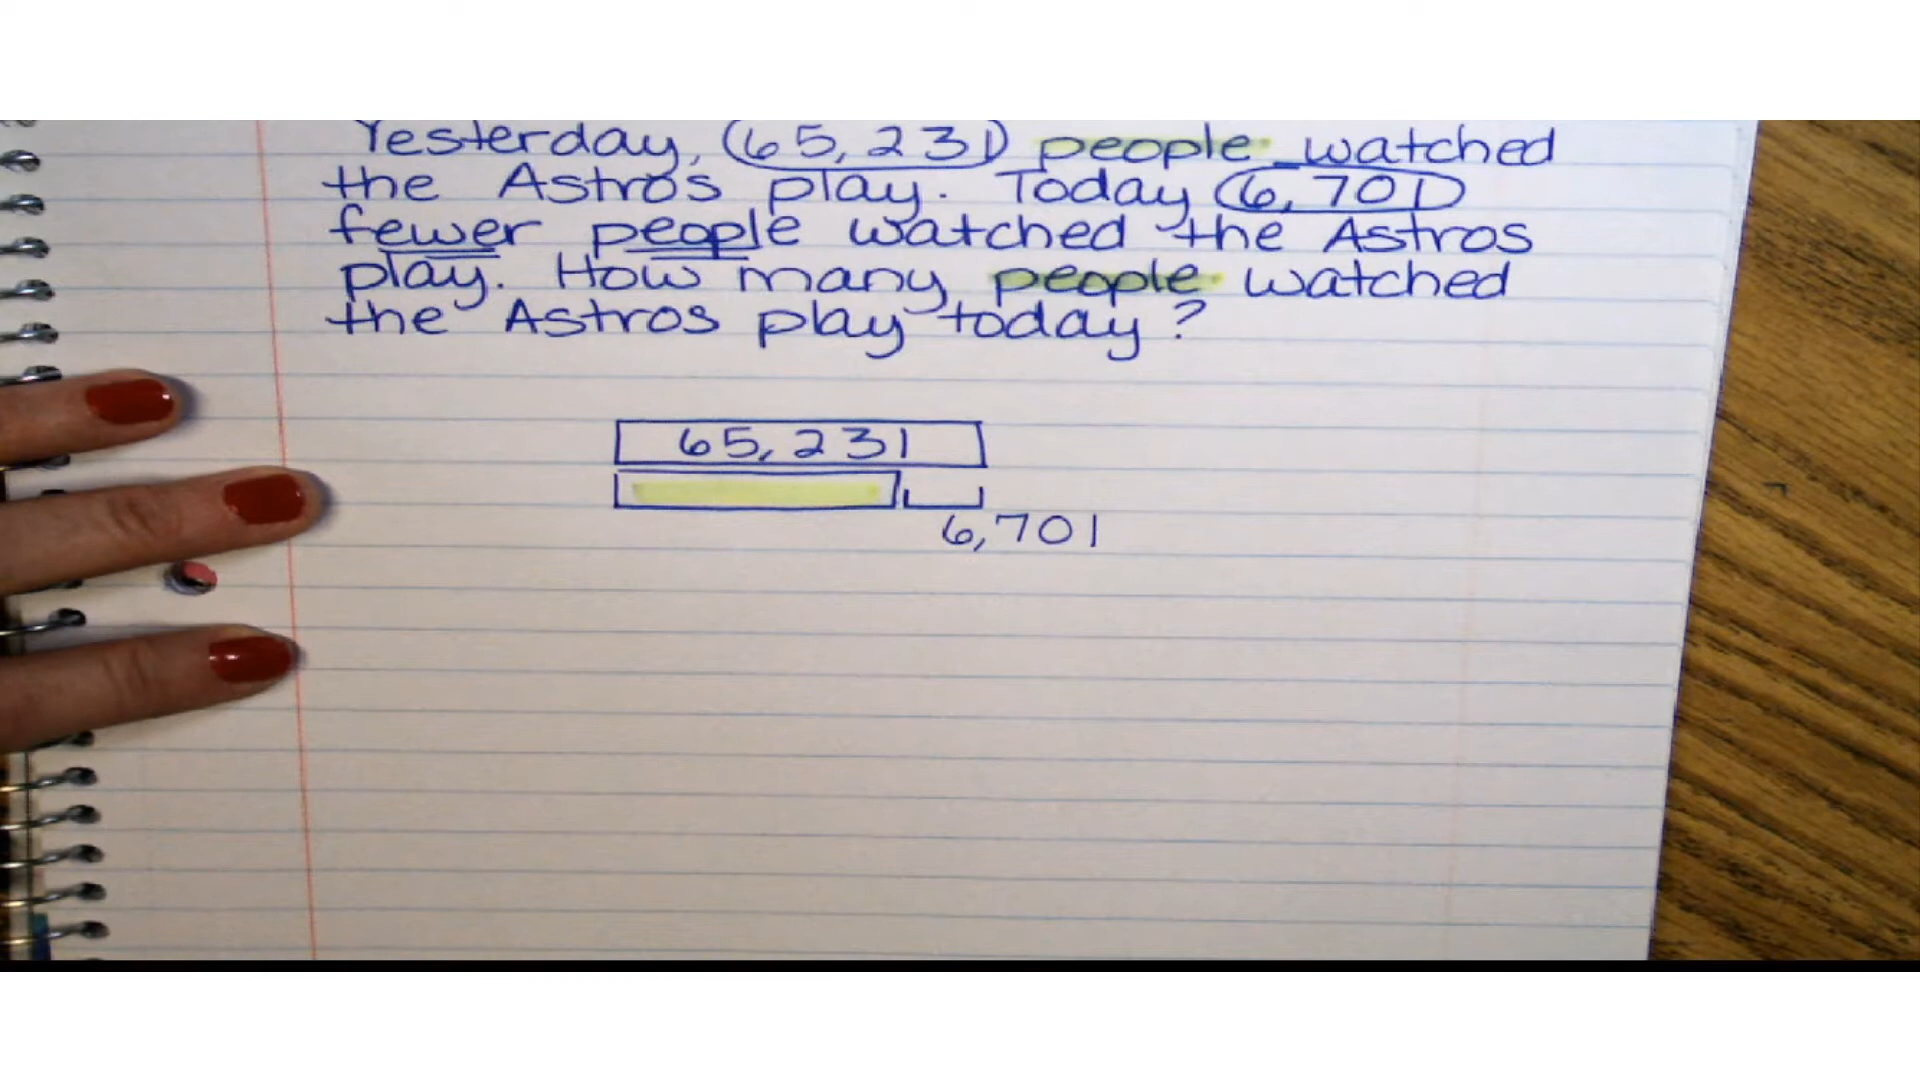 Yesterday, 65,231 people watched
the Astros play. Today 6,701
fewer people watched the Astros
play. How many people watched
the Astros play today?
65,231
6,701